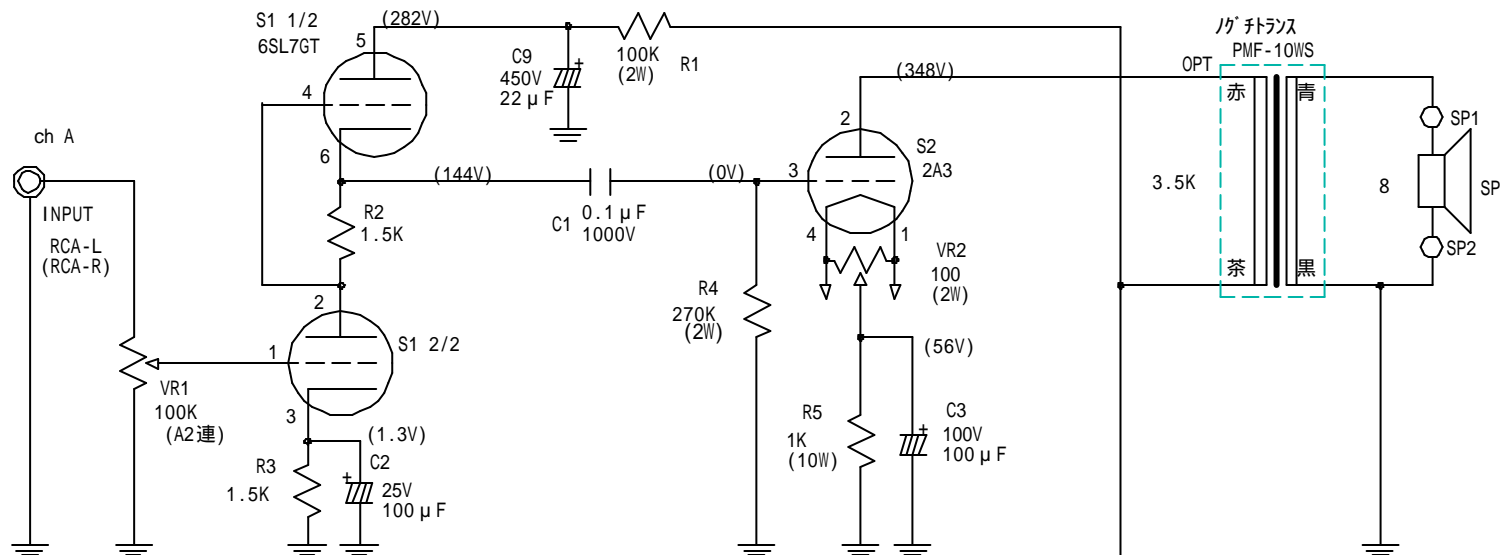 S1 1/2
6SL7GT
5
(282V)
4
6
C9
450V
22μF
+
100K
(2W)
R1
ノグチトランス
PMF-10WS
OPT
(348V)
赤
青
茶
黒
3.5K
8
SP1
SP
SP2
ch A
INPUT
RCA-L
(RCA-R)
(144V)
R2
1.5K
C1
0.1μF
1000V
(0V)
2
3
S2
2A3
4
1
VR2
100
(2W)
R4
270K
(2W)
2
1
S1 2/2
3
VR1
100K
(A2連)
(1.3V)
R3
1.5K
C2
+
25V
100μF
(56V)
R5
1K
(10W)
C3
+
100V
100μF